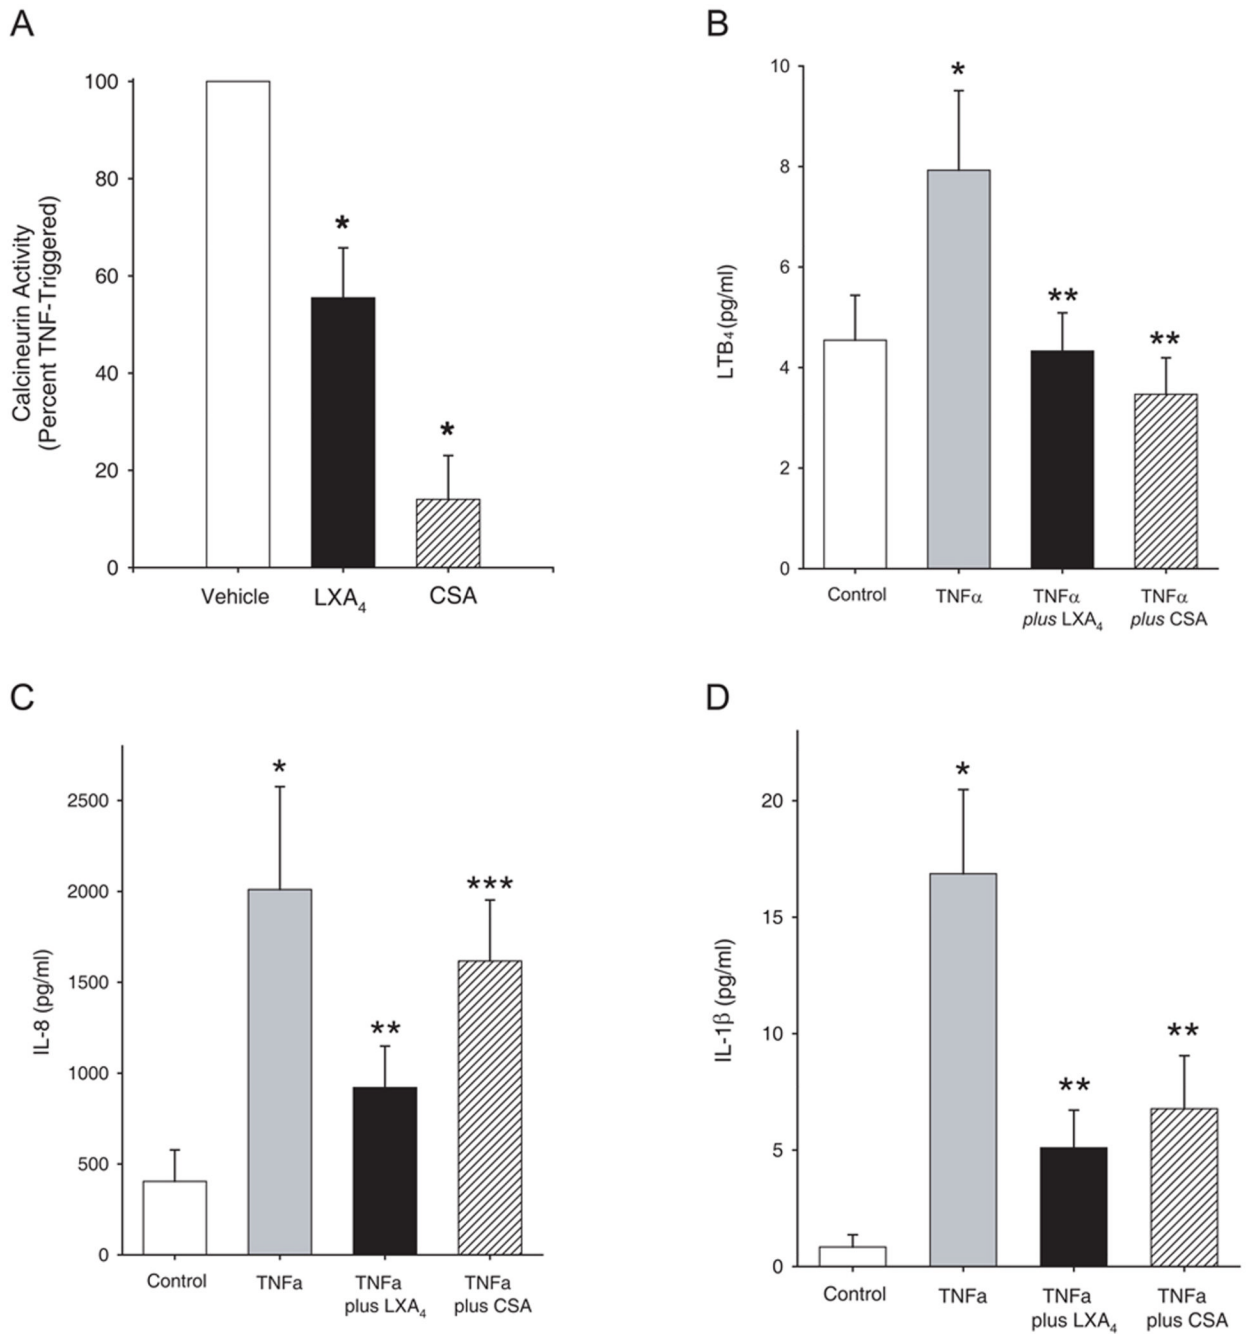 A
Calcineurin Activity
(Percent TNF-Triggered)
100
80
60
40
20
0
*
*
Vehicle
LXA4
CSA
B
LTB4 (pg/ml)
10
8
6
4
2
0
*
**
**
Control
TNFα
TNFα
plus LXA4
TNFα
plus CSA
C
IL-8 (pg/ml)
2500
2000
1500
1000
500
0
*
**
***
Control
TNFa
TNFa
plus LXA4
TNFa
plus CSA
D
IL-1β (pg/ml)
20
15
10
5
0
*
**
**
Control
TNFa
TNFa
plus LXA4
TNFa
plus CSA